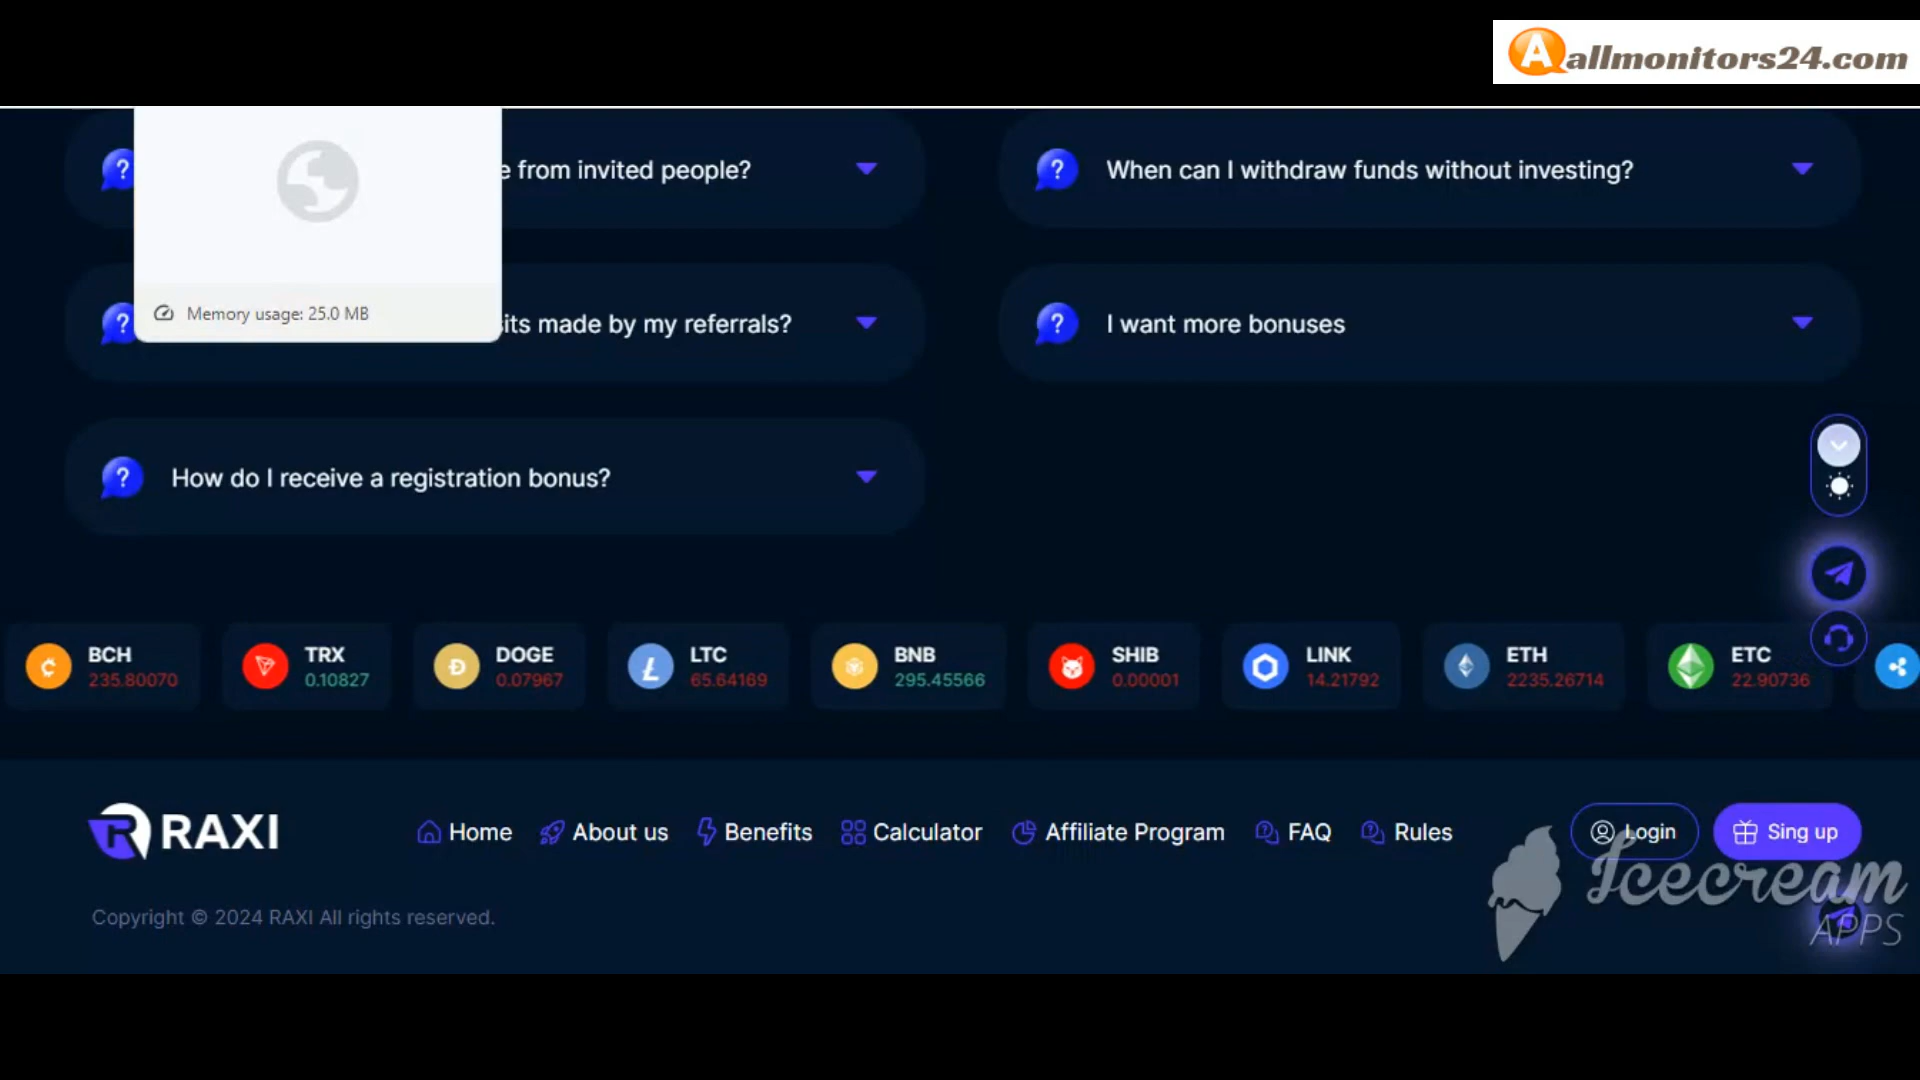 allmonitors24.com
from invited people?
When can I withdraw funds without investing?
Memory usage: 25.0 MB
made by my referrals?
I want more bonuses
How do I receive a registration bonus?
BCH
235.80070
TRX
0.10827
DOGE
0.07967
LTC
65.64169
BNB
295.45566
SHIB
0.00001
LINK
14.21792
ETH
2235.26714
ETC
22.90736
RAXI
Home
About us
Benefits
Calculator
Affiliate Program
FAQ
Rules
Login
Sing up
Icecream
APPS
Copyright © 2024 RAXI All rights reserved.